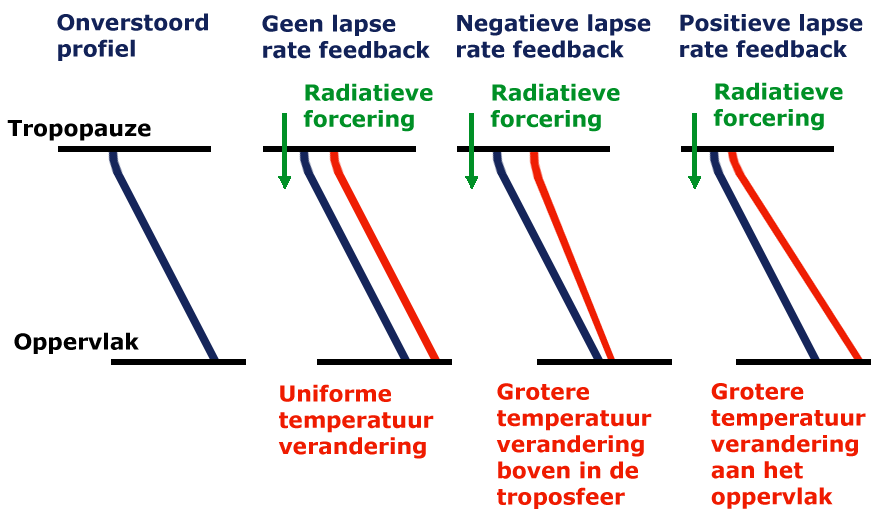 Onverstoord
profiel
Geen lapse
rate feedback
Negatieve lapse
rate feedback
Positieve lapse
rate feedback
Radiatieve
forcering
Radiatieve
forcering
Radiatieve
forcering
Tropopauze
Oppervlak
Uniforme
temperatuur
verandering
Grotere
temperatuur
verandering
boven in de
troposfeer
Grotere
temperatuur
verandering
aan het
oppervlak